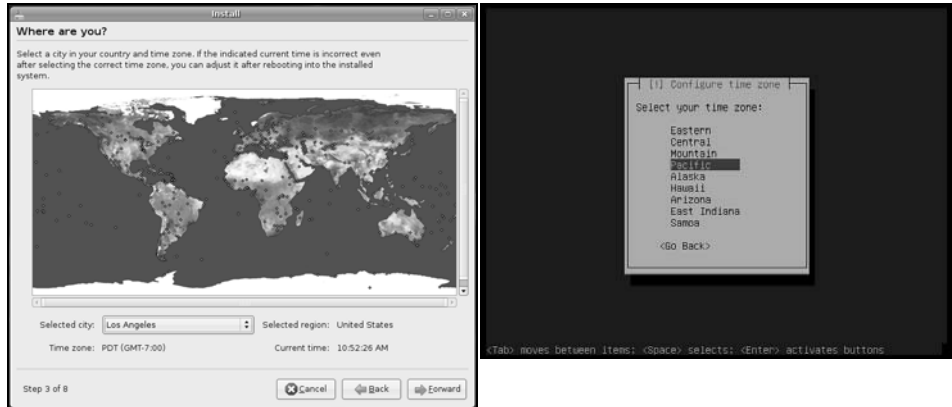 Install
Where are you?
Select a city in your country and time zone. If the indicated current time is incorrect even
after selecting the correct time zone, you can adjust it after rebooting into the installed
system.
Selected city: Los Angeles Selected region: United States
Time zone: PDT (GMT-7:00) Current time: 10:52:26 AM
Step 3 of 8 Cancel Back Forward
[!] Configure time zone
Select your time zone:
Eastern
Central
Mountain
Pacific
Alaska
Hawaii
Arizona
East Indiana
Samoa
<Go Back>
<Tab> moves between items; <Space> selects; <Enter> activates buttons